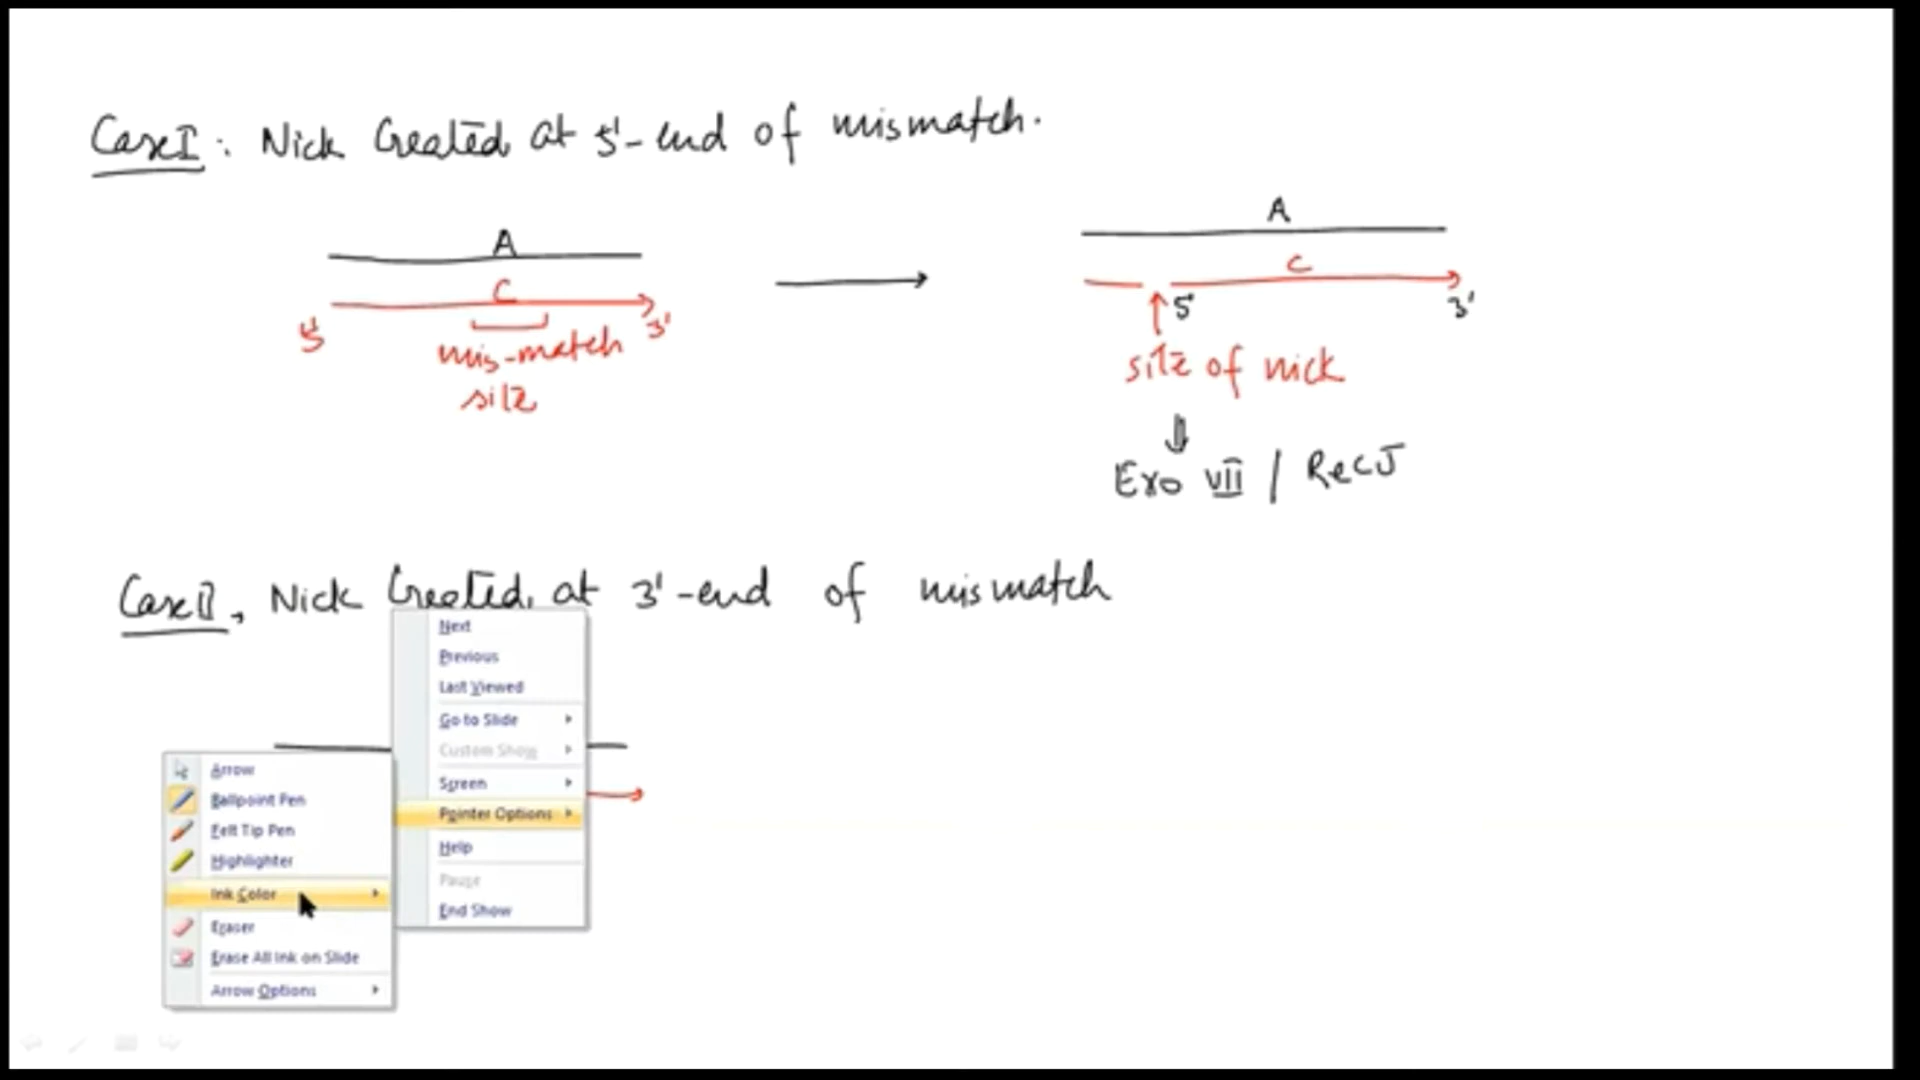 Case I : Nick Created at 5'-end of mismatch.
A
C
5'
3'
mis-match
site
A
C
5'
3'
site of nick
Exo VII / RecJ
Case II, Nick Created, at 3'-end of mismatch
Next
Previous
Last Viewed
Go to Slide
Custom Show
Screen
Pointer Options
Help
Pause
End Show
Arrow
Ballpoint Pen
Felt Tip Pen
Highlighter
Ink Color
Eraser
Erase All Ink on Slide
Arrow Options